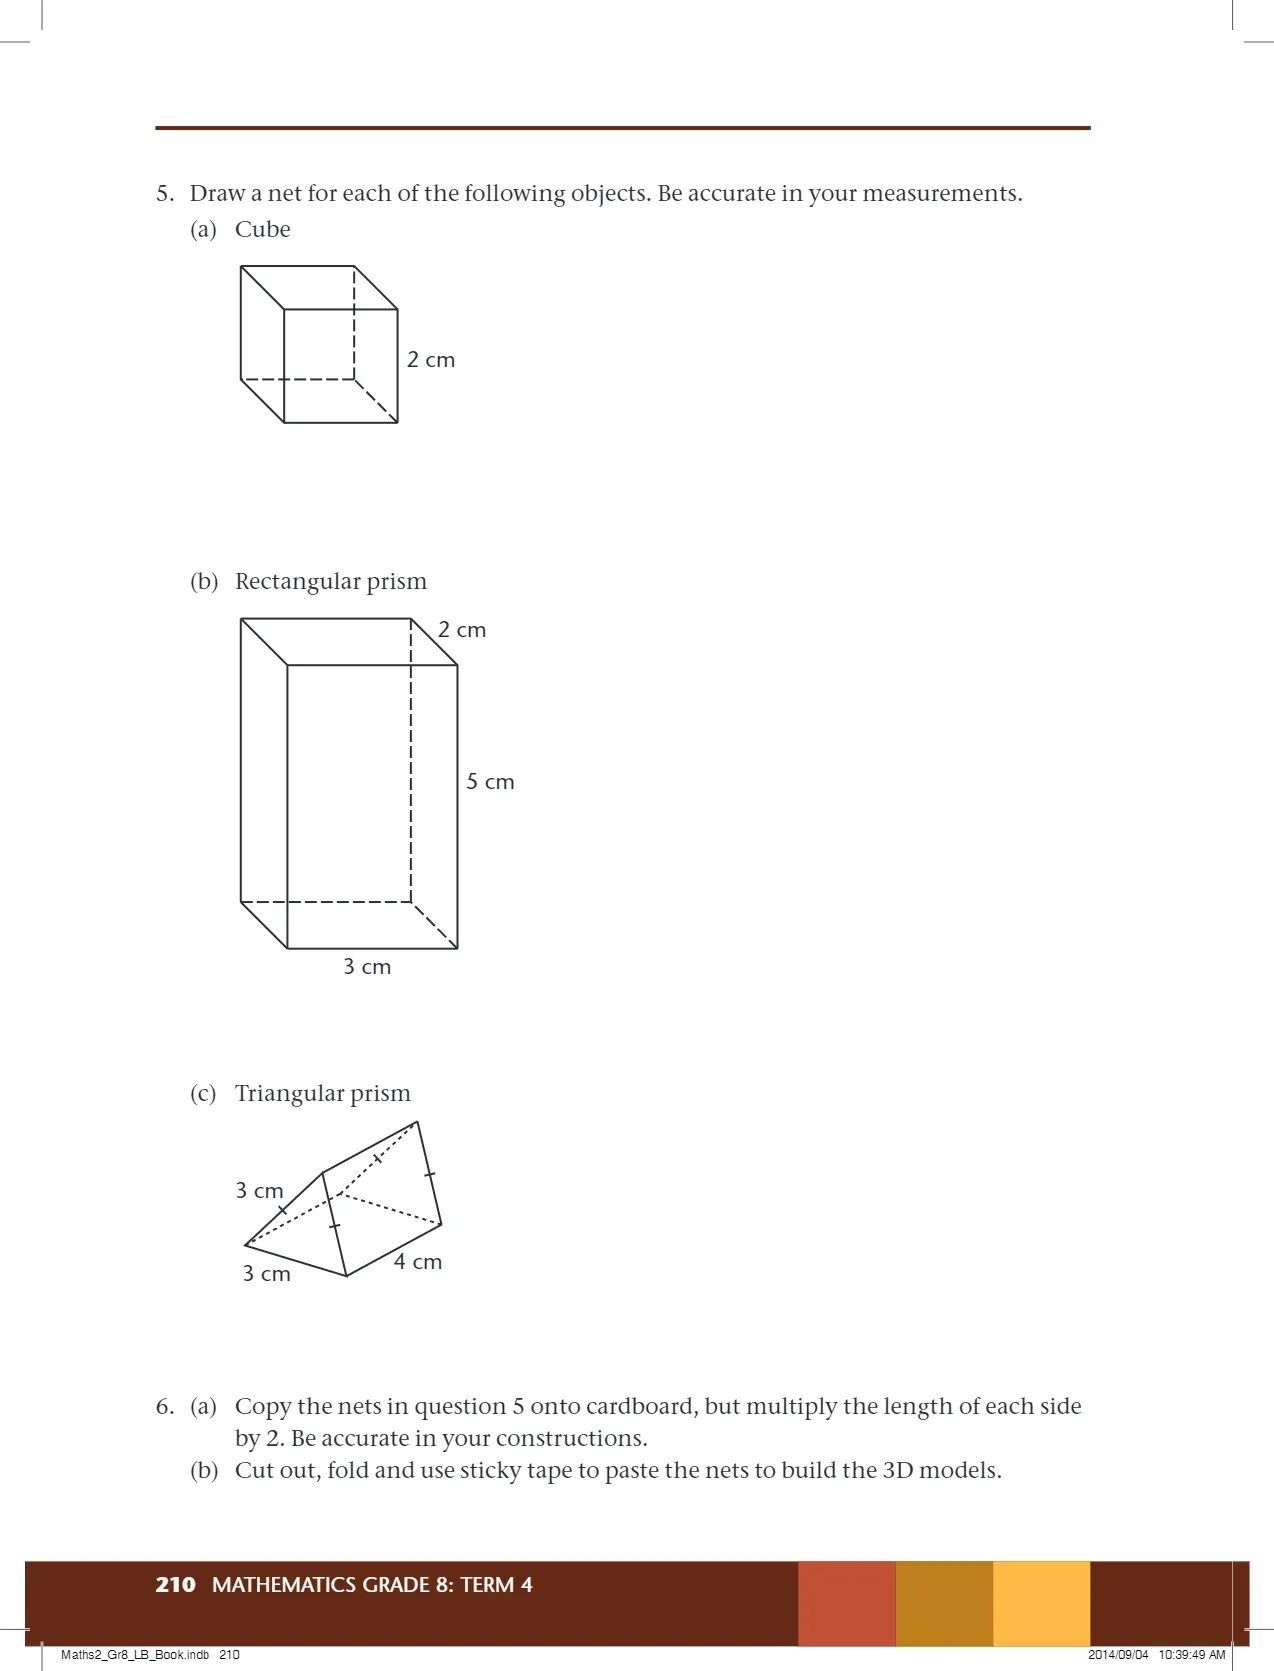 5. Draw a net for each of the following objects. Be accurate in your measurements.
(a) Cube
2 cm
(b) Rectangular prism
2 cm
5 cm
3 cm
(c) Triangular prism
3 cm
4 cm
3 cm
6. (a) Copy the nets in question 5 onto cardboard, but multiply the length of each side
by 2. Be accurate in your constructions.
(b) Cut out, fold and use sticky tape to paste the nets to build the 3D models.
210 MATHEMATICS GRADE 8: TERM 4
Maths2_Gr8_LB_Book.indb 210
2014/09/04 10:39:49 AM